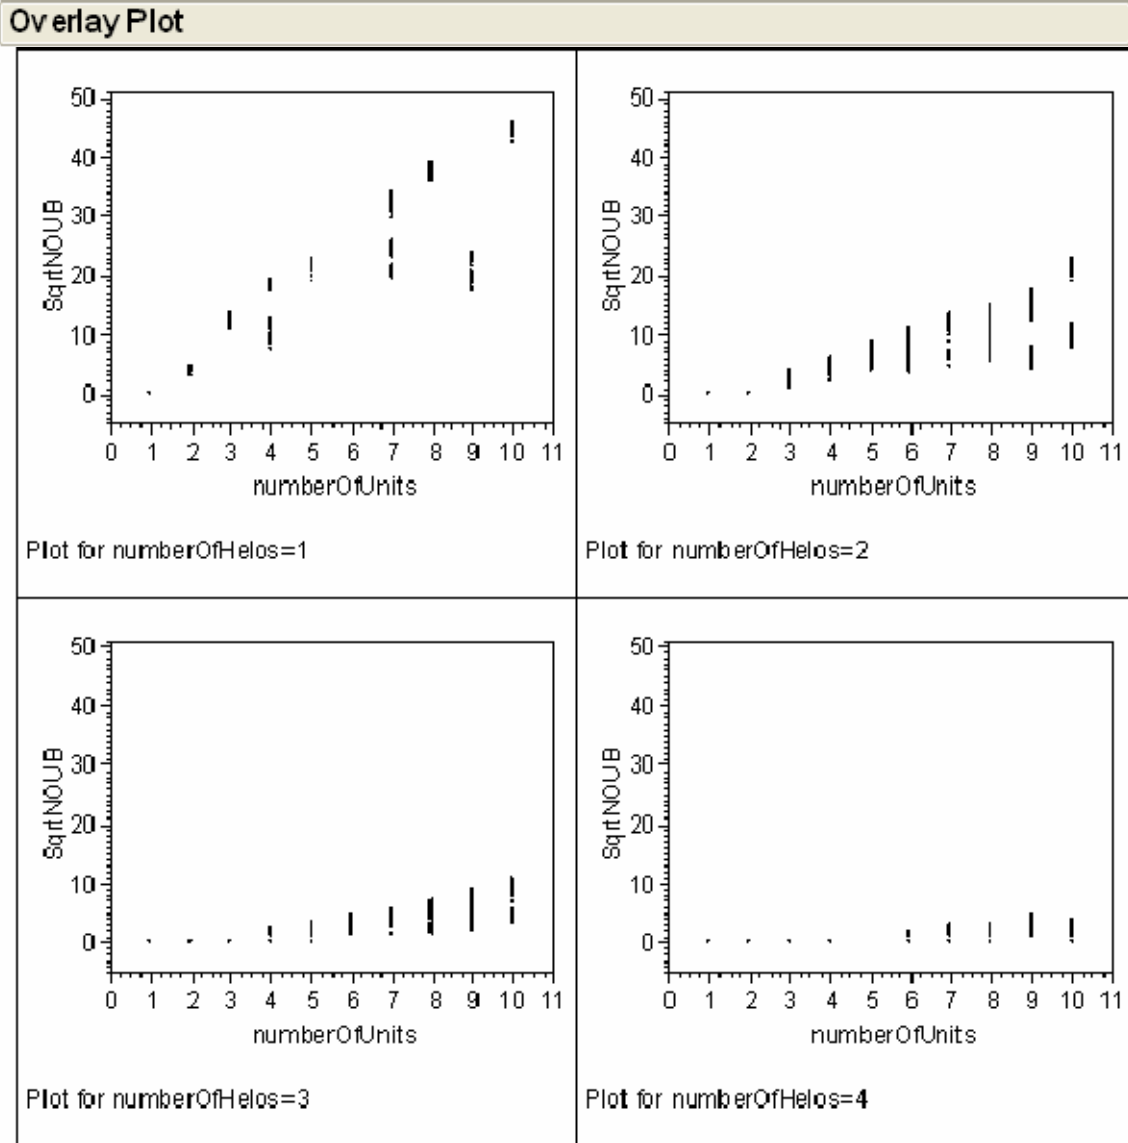 Overlay Plot
50
40
30
20
10
0
SqrtNOUB
0 1 2 3 4 5 6 7 8 9 10 11
numberOfUnits
Plot for numberOfHelos=1
50
40
30
20
10
0
SqrtNOUB
0 1 2 3 4 5 6 7 8 9 10 11
numberOfUnits
Plot for numberOfHelos=2
50
40
30
20
10
0
SqrtNOUB
0 1 2 3 4 5 6 7 8 9 10 11
numberOfUnits
Plot for numberOfHelos=3
50
40
30
20
10
0
SqrtNOUB
0 1 2 3 4 5 6 7 8 9 10 11
numberOfUnits
Plot for numberOfHelos=4